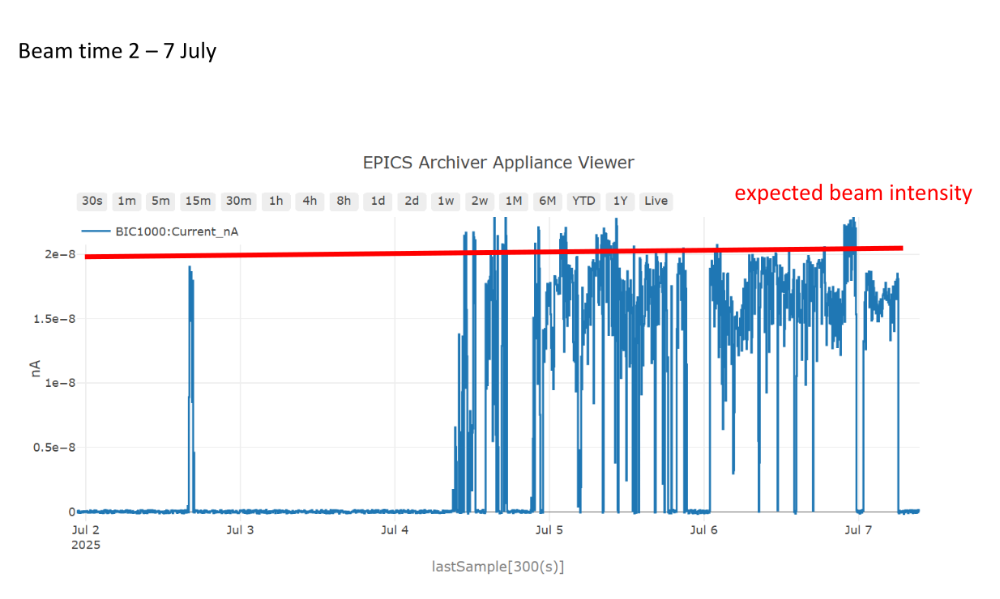 Beam time 2 – 7 July
EPICS Archiver Appliance Viewer
30s 1m 5m 15m 30m 1h 4h 8h 1d 2d 1w 2w 1M 6M YTD 1Y Live
expected beam intensity
BIC1000:Current_nA
2e−8
1.5e−8
1e−8
0.5e−8
0
nA
Jul 2 Jul 3 Jul 4 Jul 5 Jul 6 Jul 7
2025
lastSample[300(s)]